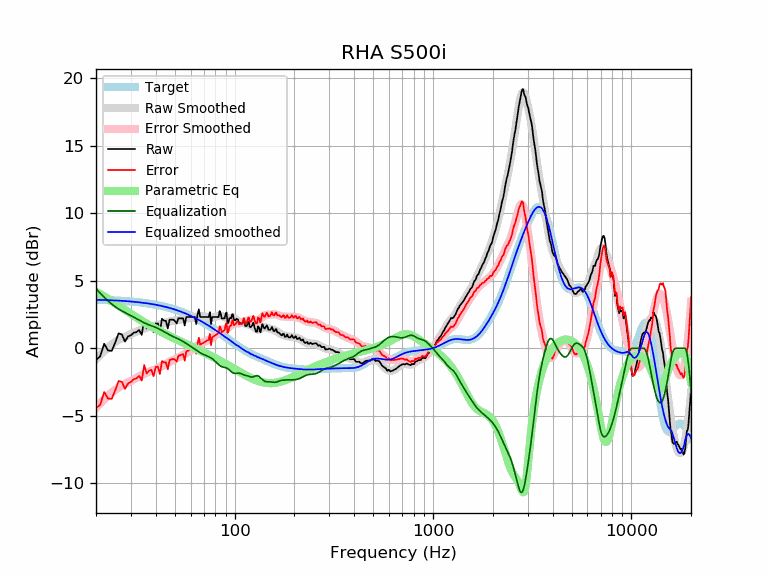 RHA S500i
Amplitude (dBr)
20
15
10
5
0
−5
−10
Target
Raw Smoothed
Error Smoothed
Raw
Error
Parametric Eq
Equalization
Equalized smoothed
100
1000
10000
Frequency (Hz)